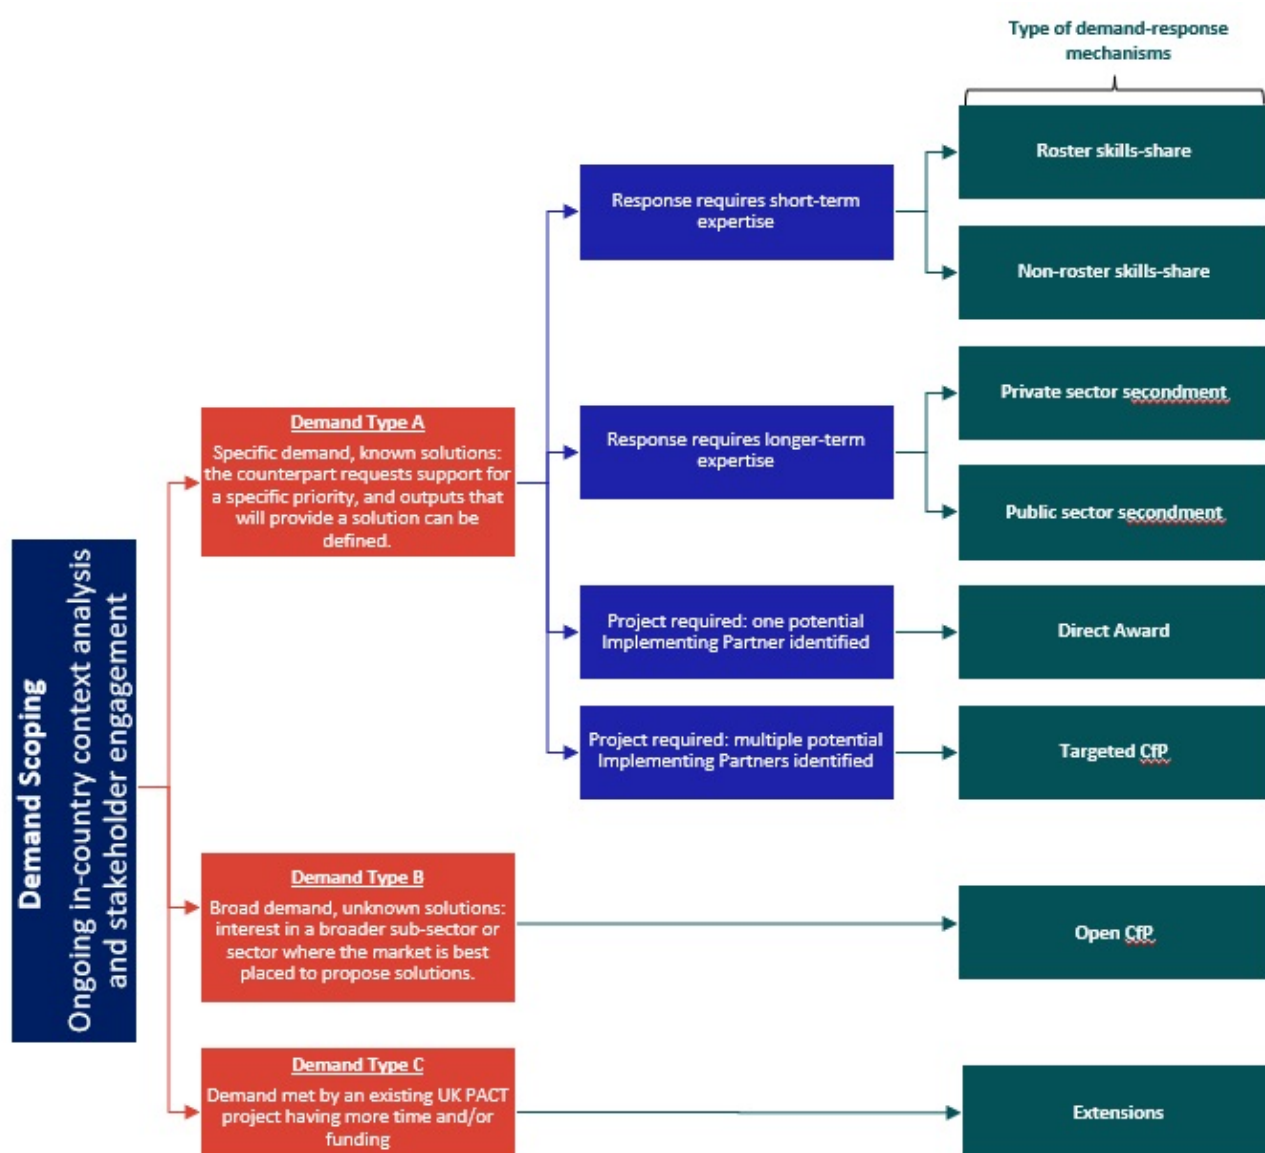 Type of demand-response
mechanisms
Demand Scoping
Ongoing in-country context analysis
and stakeholder engagement
Demand Type A
Specific demand, known solutions:
the counterpart requests support for
a specific priority, and outputs that
will provide a solution can be
defined.
Response requires short-term
expertise
Roster skills-share
Non-roster skills-share
Response requires longer-term
expertise
Private sector secondment
Public sector secondment
Project required: one potential
Implementing Partner identified
Direct Award
Project required: multiple potential
Implementing Partners identified
Targeted CfP
Demand Type B
Broad demand, unknown solutions:
interest in a broader sub-sector or
sector where the market is best
placed to propose solutions.
Open CfP
Demand Type C
Demand met by an existing UK PACT
project having more time and/or
funding
Extensions